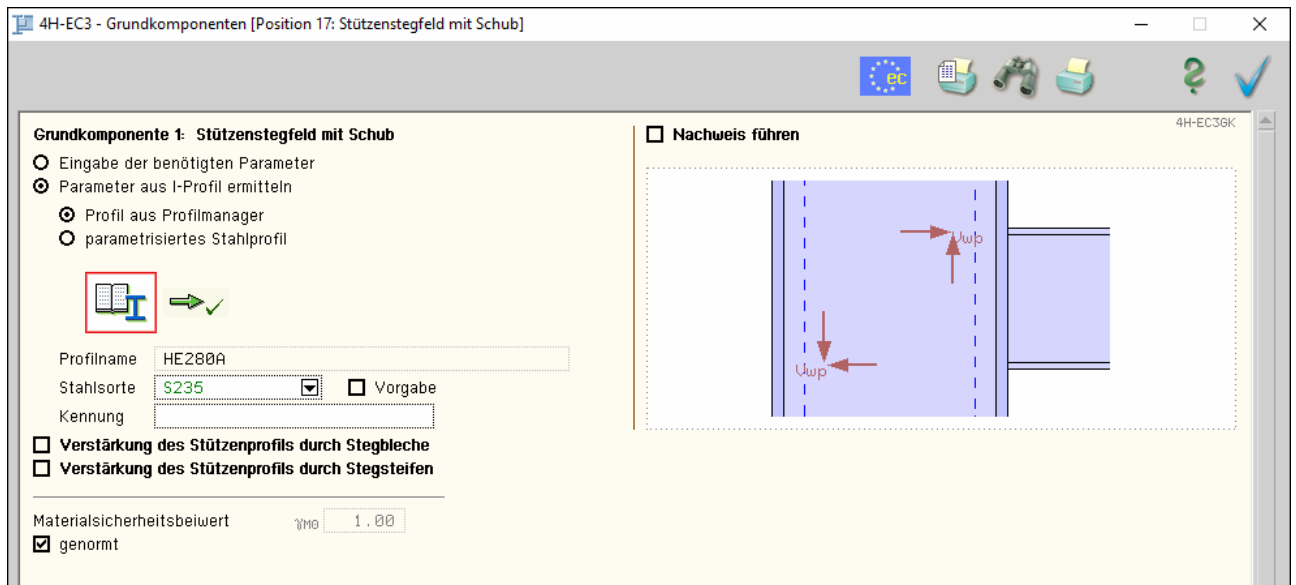 4H-EC3 - Grundkomponenten [Position 17: Stützenstegfeld mit Schub]
ec
4H-EC3GK
Grundkomponente 1: Stützenstegfeld mit Schub
Eingabe der benötigten Parameter
Parameter aus I-Profil ermitteln
Profil aus Profilmanager
parametrisiertes Stahlprofil
Profilname HE280A
Stahlsorte S235 Vorgabe
Kennung
Verstärkung des Stützenprofils durch Stegbleche
Verstärkung des Stützenprofils durch Stegsteifen
Materialsicherheitsbeiwert γM0 1.00
genormt
Nachweis führen
Vwp
Vwp